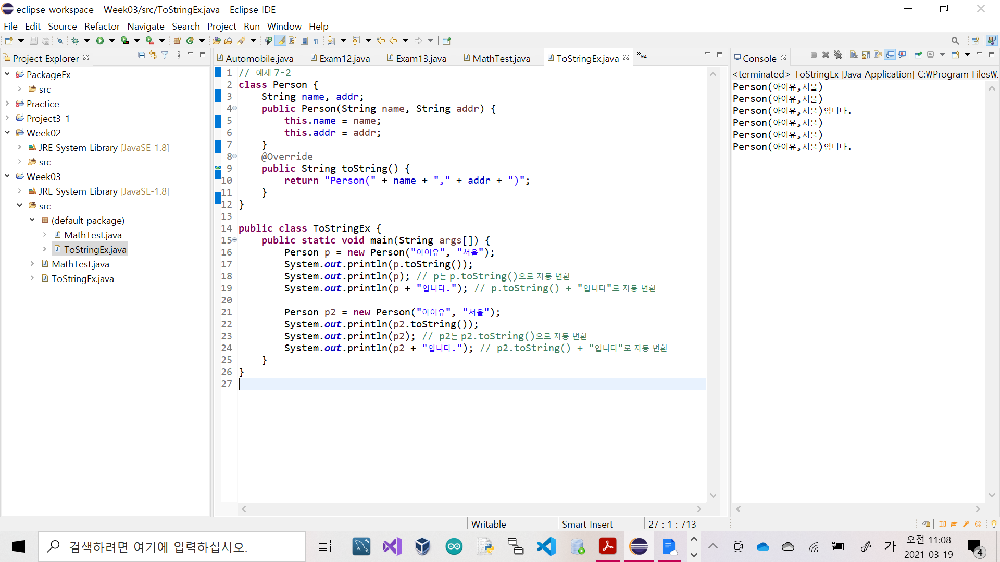 eclipse-workspace - Week03/src/ToStringEx.java - Eclipse IDE
File Edit Source Refactor Navigate Search Project Run Window Help
Project Explorer
PackageEx
src
Practice
Project3_1
Week02
JRE System Library [JavaSE-1.8]
src
Week03
JRE System Library [JavaSE-1.8]
src
(default package)
MathTest.java
ToStringEx.java
MathTest.java
ToStringEx.java
Automobile.java Exam12.java Exam13.java MathTest.java ToStringEx.java »94
1 // 예제 7-2
2 class Person {
3 String name, addr;
4 public Person(String name, String addr) {
5 this.name = name;
6 this.addr = addr;
7 }
8 @Override
9 public String toString() {
10 return "Person(" + name + "," + addr + ")";
11 }
12 }
13
14 public class ToStringEx {
15 public static void main(String args[]) {
16 Person p = new Person("아이유", "서울");
17 System.out.println(p.toString());
18 System.out.println(p); // p는 p.toString()으로 자동 변환
19 System.out.println(p + "입니다."); // p.toString() + "입니다"로 자동 변환
20
21 Person p2 = new Person("아이유", "서울");
22 System.out.println(p2.toString());
23 System.out.println(p2); // p2는 p2.toString()으로 자동 변환
24 System.out.println(p2 + "입니다."); // p2.toString() + "입니다"로 자동 변환
25 }
26 }
27
Console
<terminated> ToStringEx [Java Application] C:₩Program Files₩.
Person(아이유,서울)
Person(아이유,서울)
Person(아이유,서울)입니다.
Person(아이유,서울)
Person(아이유,서울)
Person(아이유,서울)입니다.
Writable Smart Insert 27 : 1 : 713
검색하려면 여기에 입력하십시오.
가
오전 11:08
2021-03-19
4